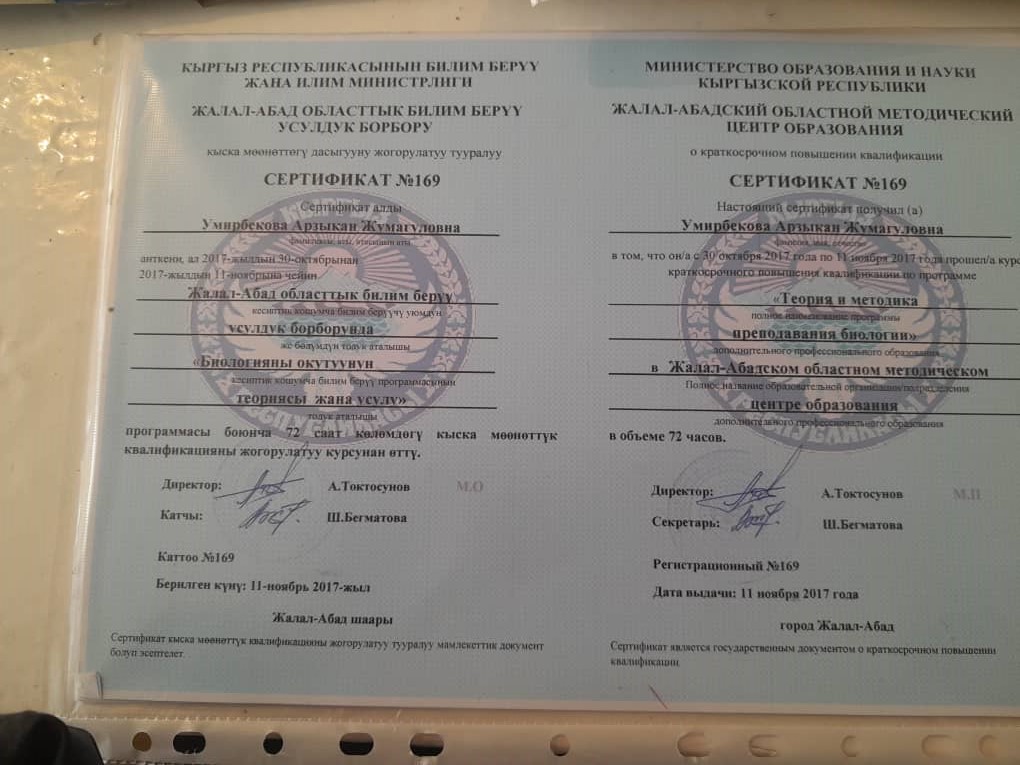 КЫРГЫЗ РЕСПУБЛИКАСЫНЫН БИЛИМ БЕРҮҮ
ЖАНА ИЛИМ МИНИСТРЛИГИ
ЖАЛАЛ-АБАД ОБЛАСТТЫК БИЛИМ БЕРҮҮ
УСУЛДУК БОРБОРУ
кыска мөөнөттөгү дасыгууну жогорулатуу тууралуу
СЕРТИФИКАТ №169
Сертификат алды
Умирбекова Арзыкан Жумагуловна
фамилиясы, аты, атасынын аты
анткени, ал 2017-жылдын 30-октябрынан
2017-жылдын 11-ноябрына чейин
Жалал-Абад областтык билим берүү
кесиптик кошумча билим берүүчү уюмдун
усулдук борборунда
же бөлүмдүн толук аталышы
«Биологияны окутуунун
кесиптик кошумча билим берүү программасынын
теориясы жана усулу»
толук аталышы
программасы боюнча 72 саат көлөмдөгү кыска мөөнөттүк
квалификацияны жогорулатуу курсунан өттү.
Директор: А.Токтосунов М.О
Катчы: Ш.Бегматова
Каттоо №169
Берилген күнү: 11-ноябрь 2017-жыл
Жалал-Абад шаары
Сертификат кыска мөөнөттүк квалификацияны жогорулатуу тууралуу мамлекеттик документ
болуп эсептелет.
МИНИСТЕРСТВО ОБРАЗОВАНИЯ И НАУКИ
КЫРГЫЗСКОЙ РЕСПУБЛИКИ
ЖАЛАЛ-АБАДСКИЙ ОБЛАСТНОЙ МЕТОДИЧЕСКИЙ
ЦЕНТР ОБРАЗОВАНИЯ
о краткосрочном повышении квалификации
СЕРТИФИКАТ №169
Настоящий сертификат получил (а)
Умирбекова Арзыкан Жумагуловна
фамилия, имя, отчество
в том, что он/а с 30 октября 2017 года по 11 ноября 2017 года прошел/а курс
краткосрочного повышения квалификации по программе
«Теория и методика
полное наименование программы
преподавания биологии»
дополнительного профессионального образования
в Жалал-Абадском областном методическом
Полное название образовательной организации/подразделения
центре образования
дополнительного профессионального образования
в объеме 72 часов.
Директор: А.Токтосунов М.П
Секретарь: Ш.Бегматова
Регистрационный №169
Дата выдачи: 11 ноября 2017 года
город Жалал-Абад
Сертификат является государственным документом о краткосрочном повышении
квалификации.